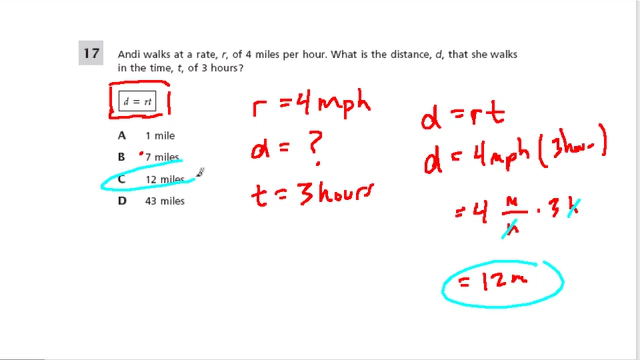 17 Andi walks at a rate, r, of 4 miles per hour. What is the distance, d, that she walks
in the time, t, of 3 hours?
d = rt
A 1 mile
B 7 miles
C 12 miles
D 43 miles
r = 4 mph
d = ?
t = 3 hours
d = rt
d = 4 mph (3 hours)
= 4 m/h · 3 h
= 12 m